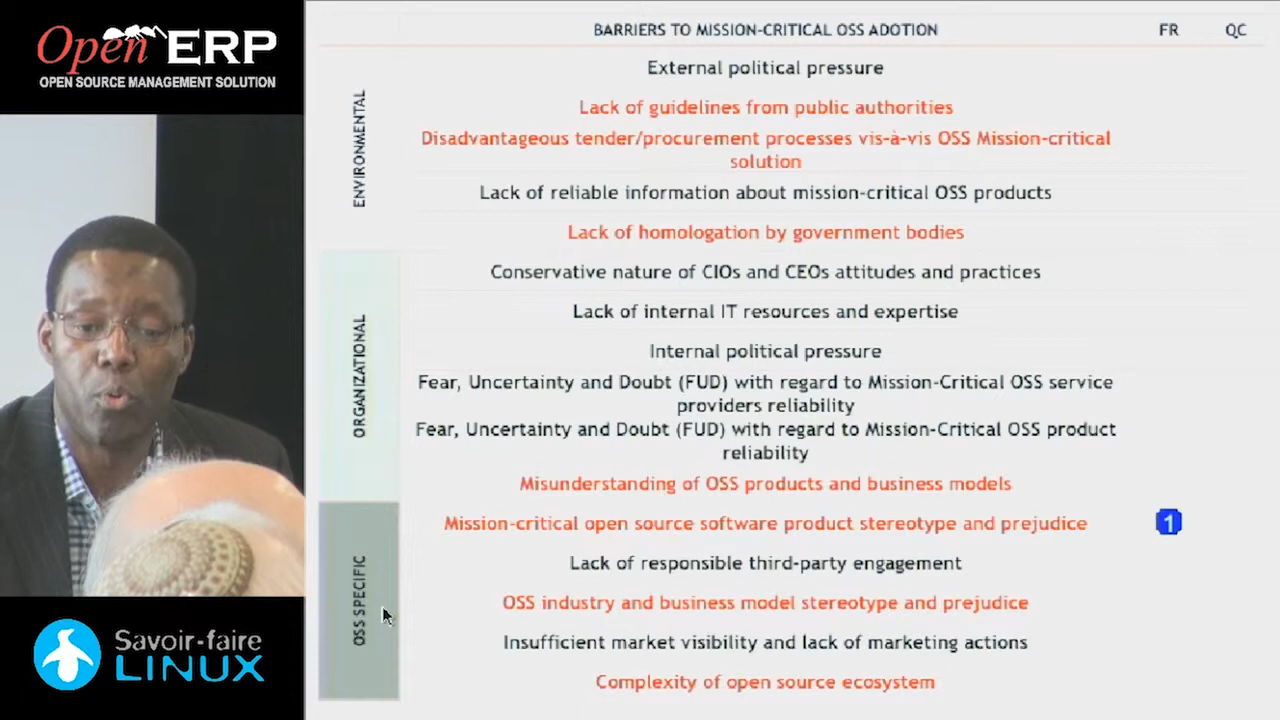 Open ERP
OPEN SOURCE MANAGEMENT SOLUTION
BARRIERS TO MISSION-CRITICAL OSS ADOTION FR QC
ENVIRONMENTAL
External political pressure
Lack of guidelines from public authorities
Disadvantageous tender/procurement processes vis-à-vis OSS Mission-critical
solution
Lack of reliable information about mission-critical OSS products
Lack of homologation by government bodies
ORGANIZATIONAL
Conservative nature of CIOs and CEOs attitudes and practices
Lack of internal IT resources and expertise
Internal political pressure
Fear, Uncertainty and Doubt (FUD) with regard to Mission-Critical OSS service
providers reliability
Fear, Uncertainty and Doubt (FUD) with regard to Mission-Critical OSS product
reliability
Misunderstanding of OSS products and business models
OSS SPECIFIC
Mission-critical open source software product stereotype and prejudice 1
Lack of responsible third-party engagement
OSS industry and business model stereotype and prejudice
Insufficient market visibility and lack of marketing actions
Complexity of open source ecosystem
Savoir-faire
LINUX